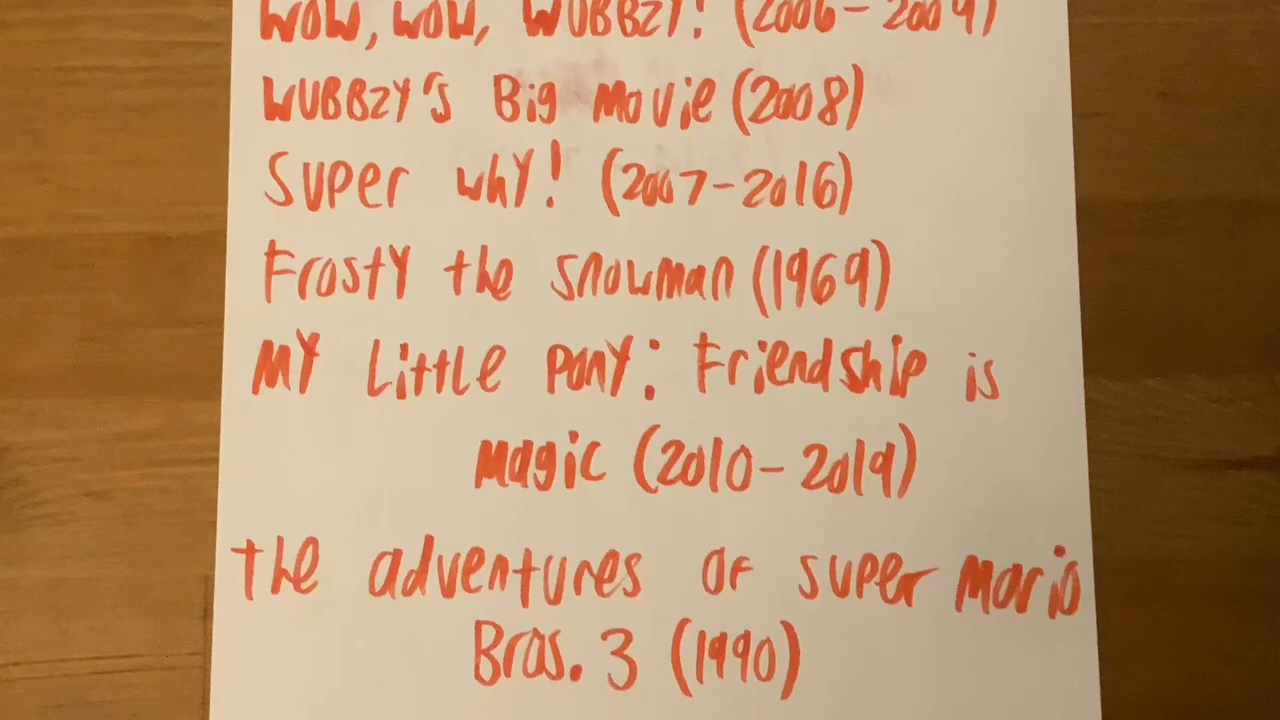 WOW, WOW, WUBBZY! (2006-2009)
WUBBZY's Big Movie (2008)
Super why! (2007-2016)
Frosty the snowman (1969)
MY Little Pony: Friendship is
Magic (2010-2019)
the adventures of super Mario
Bros. 3 (1990)